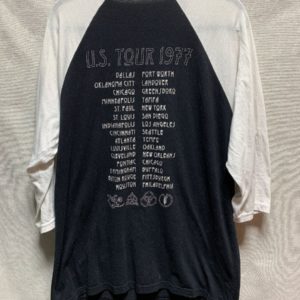 U.S. TOUR 1977
DALLAS FORT WORTH
OKLAHOMA CITY LANDOVER
CHICAGO GREENSBORO
MINNEAPOLIS TAMPA
ST. PAUL NEW YORK
ST. LOUIS SAN DIEGO
INDIANAPOLIS LOS ANGELES
CINCINNATI SEATTLE
ATLANTA TEMPE
LOUISVILLE OAKLAND
CLEVELAND NEW ORLEANS
PONTIAC CHICAGO
BIRMINGHAM BUFFALO
BATON ROUGE PITTSBURGH
HOUSTON PHILADELPHIA